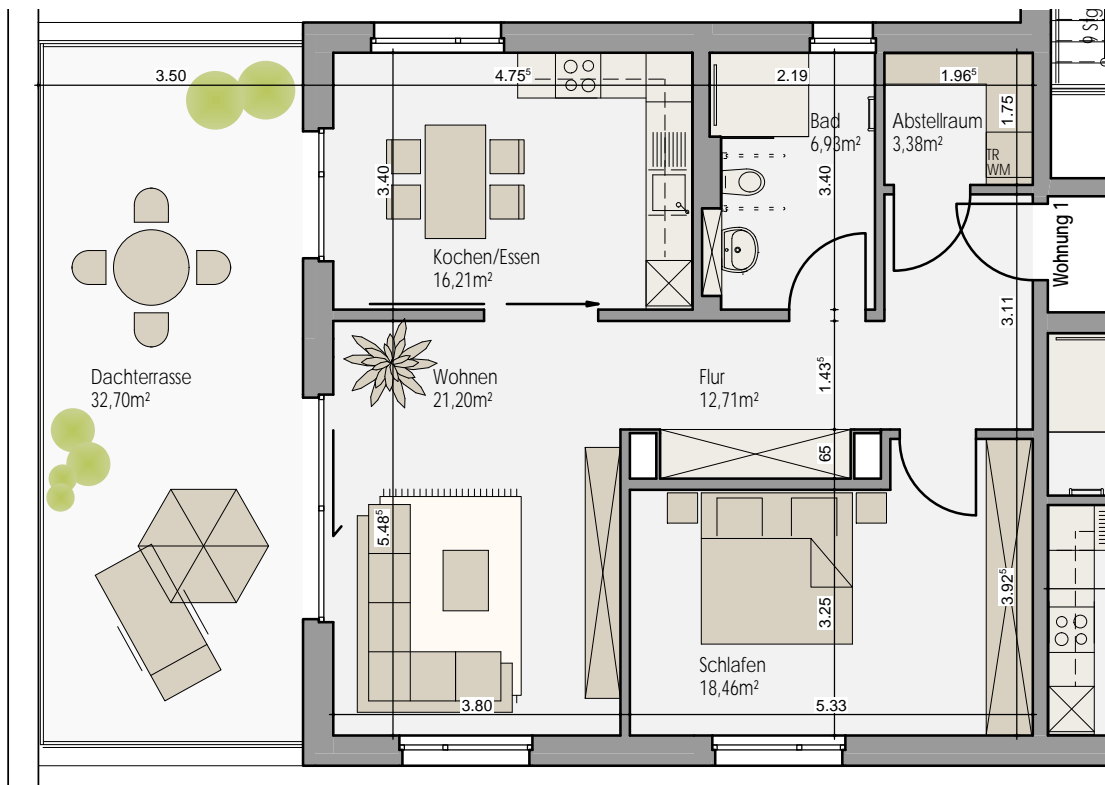 9 Stg
3.50
4.75⁵
2.19
1.96⁵
1.75
Bad
6,93m²
Abstellraum
3,38m²
TR
WM
3.40
3.40
Kochen/Essen
16,21m²
Wohnung 1
3.11
Dachterrasse
32,70m²
Wohnen
21,20m²
Flur
12,71m²
1.43⁵
65
5.48⁵
3.92⁵
3.25
Schlafen
18,46m²
3.80
5.33